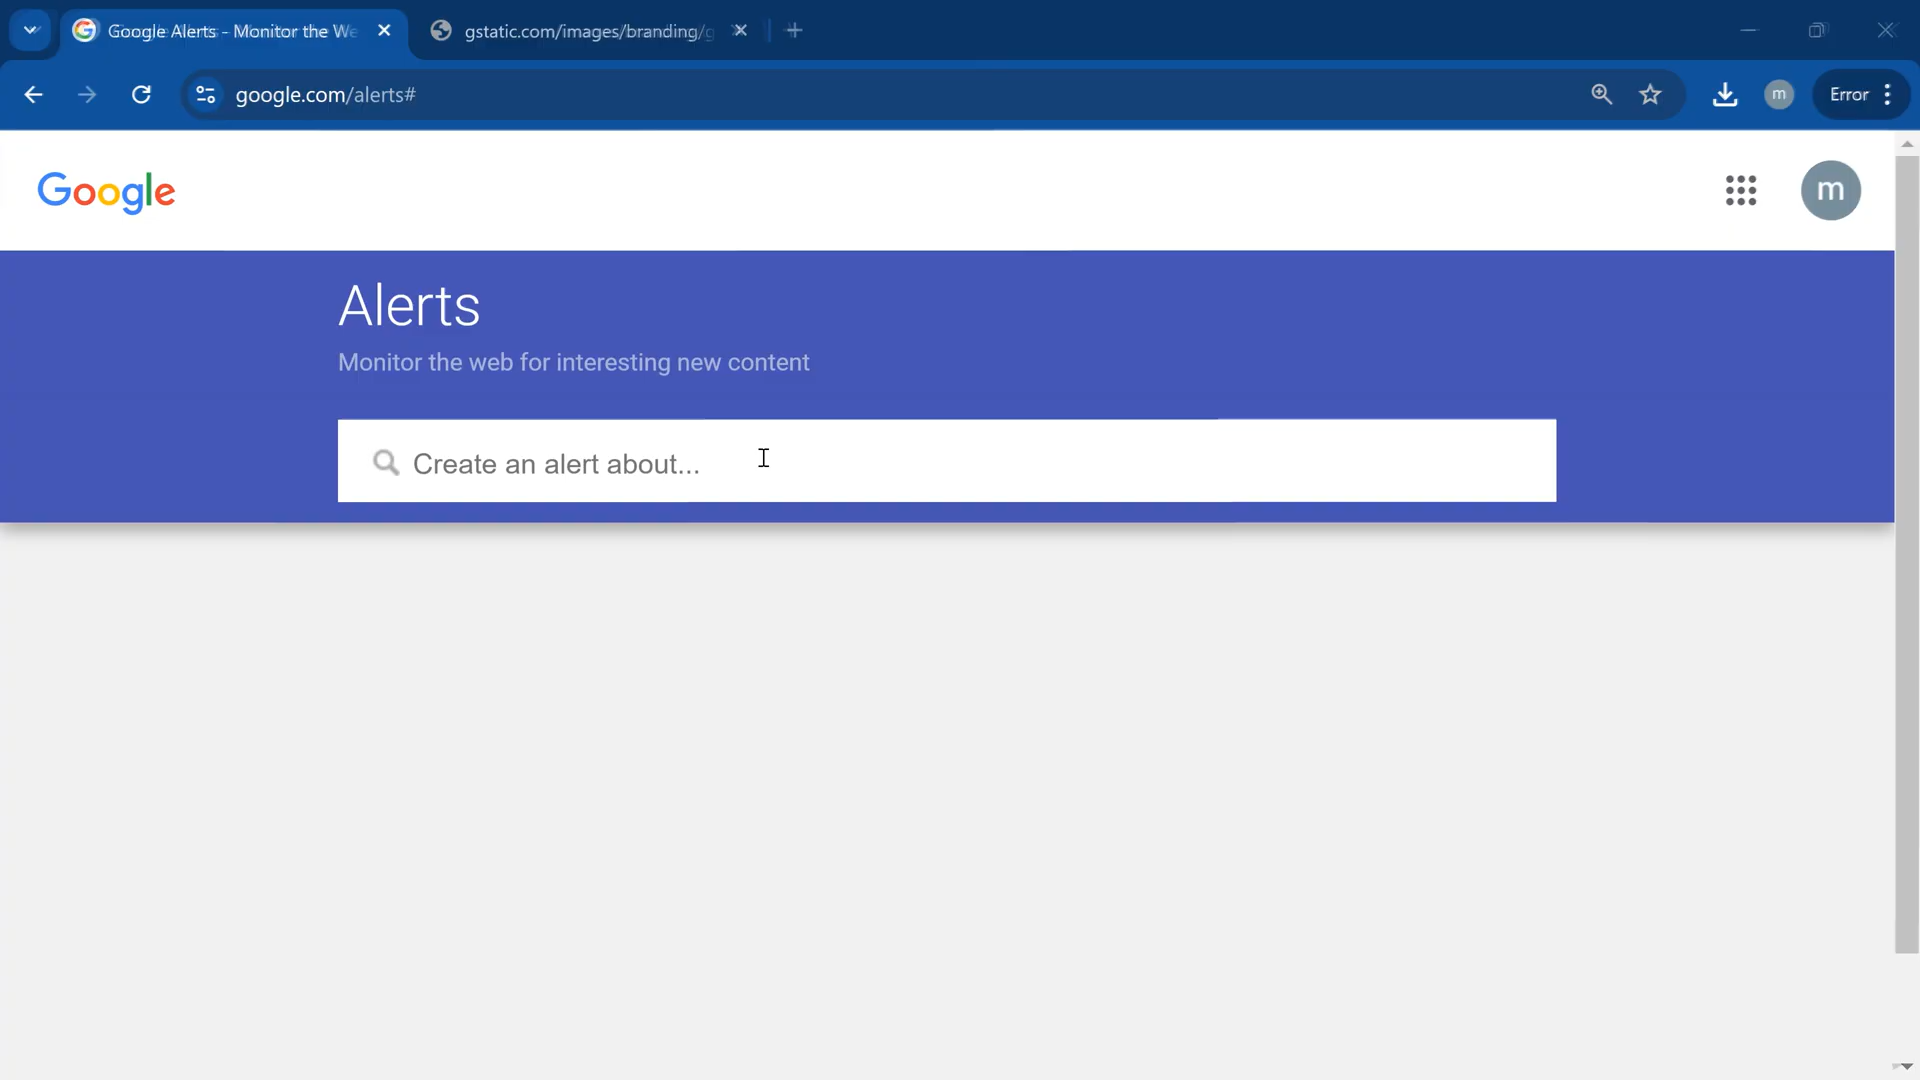 Google Alerts - Monitor the We
gstatic.com/images/branding/g
google.com/alerts#
m
Error
Google
m
Alerts
Monitor the web for interesting new content
Create an alert about...